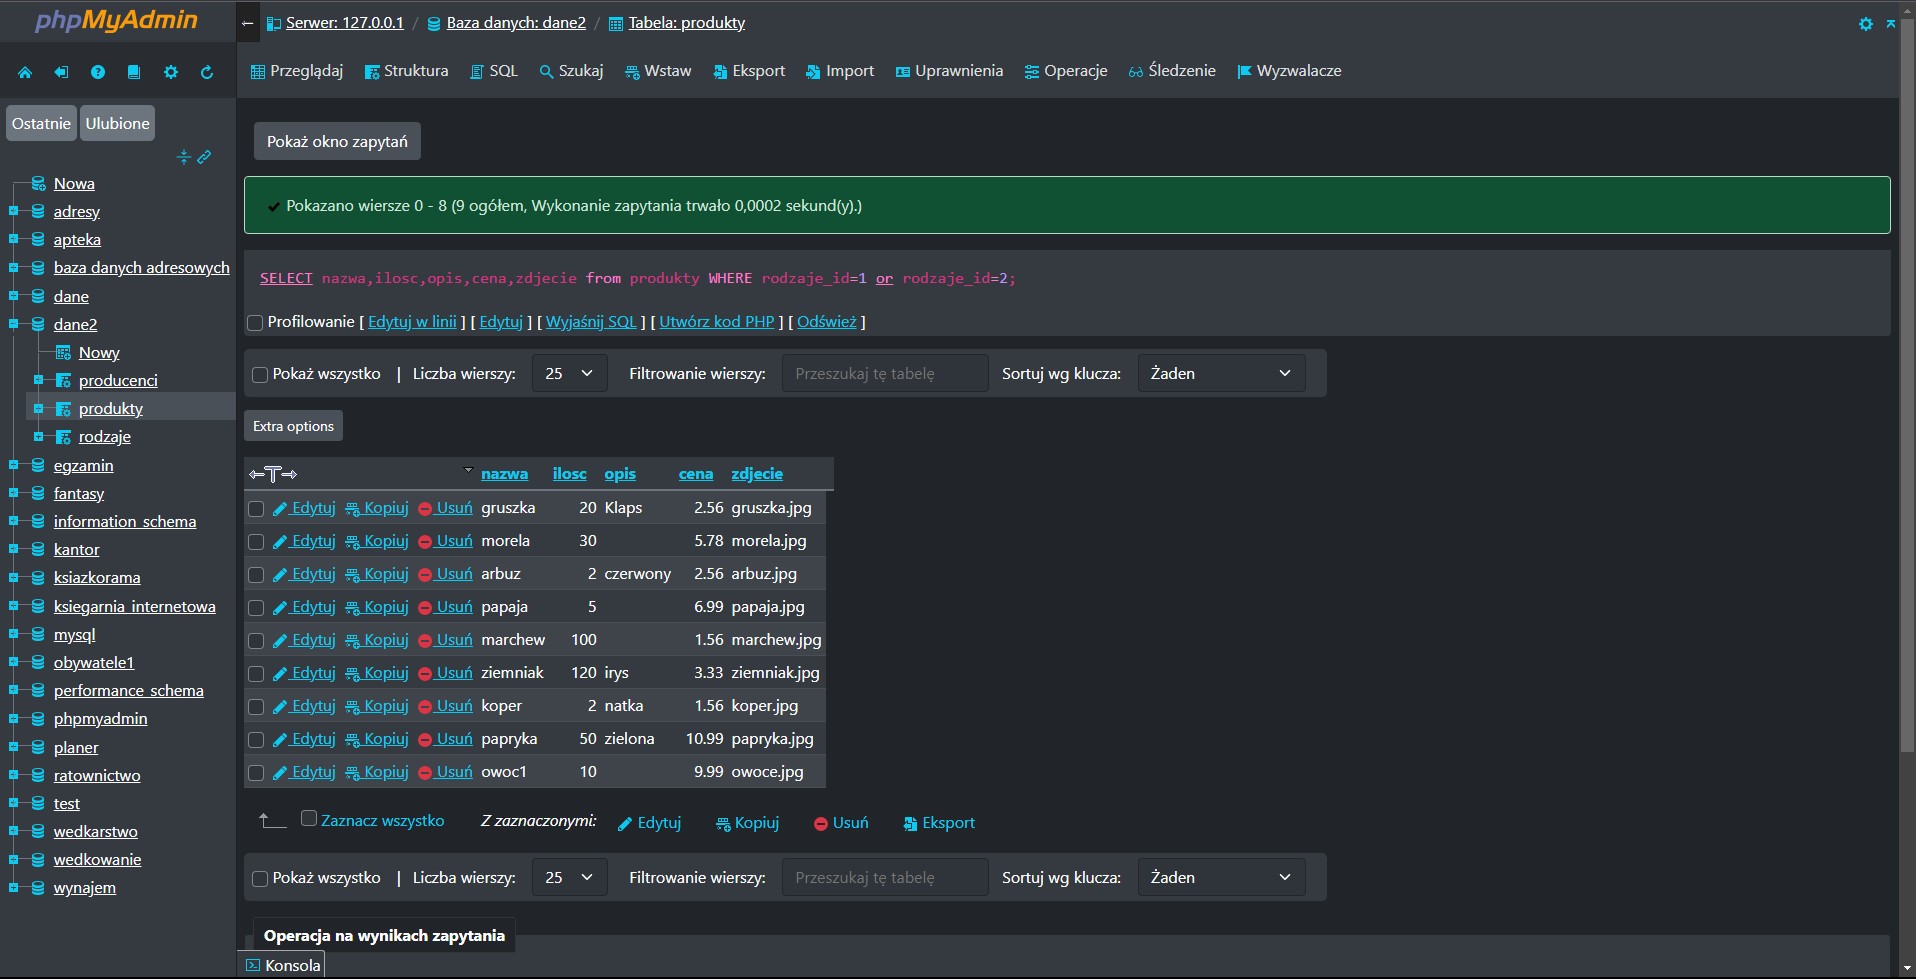 phpMyAdmin
Ostatnie Ulubione
Nowa
adresy
apteka
baza danych adresowych
dane
dane2
Nowy
producenci
produkty
rodzaje
egzamin
fantasy
information_schema
kantor
ksiazkorama
ksiegarnia_internetowa
mysql
obywatele1
performance_schema
phpmyadmin
planer
ratownictwo
test
wedkarstwo
wedkowanie
wynajem
Serwer: 127.0.0.1 / Baza danych: dane2 / Tabela: produkty
Przeglądaj Struktura SQL Szukaj Wstaw Eksport Import Uprawnienia Operacje Śledzenie Wyzwalacze
Pokaż okno zapytań
Pokazano wiersze 0 - 8 (9 ogółem, Wykonanie zapytania trwało 0,0002 sekund(y).)
SELECT nazwa,ilosc,opis,cena,zdjecie from produkty WHERE rodzaje_id=1 or rodzaje_id=2;
Profilowanie [ Edytuj w linii ] [ Edytuj ] [ Wyjaśnij SQL ] [ Utwórz kod PHP ] [ Odśwież ]
Pokaż wszystko | Liczba wierszy: 25 Filtrowanie wierszy: Przeszukaj tę tabelę Sortuj wg klucza: Żaden
Extra options
←T→ nazwa ilosc opis cena zdjecie
Edytuj Kopiuj Usuń gruszka 20 Klaps 2.56 gruszka.jpg
Edytuj Kopiuj Usuń morela 30 5.78 morela.jpg
Edytuj Kopiuj Usuń arbuz 2 czerwony 2.56 arbuz.jpg
Edytuj Kopiuj Usuń papaja 5 6.99 papaja.jpg
Edytuj Kopiuj Usuń marchew 100 1.56 marchew.jpg
Edytuj Kopiuj Usuń ziemniak 120 irys 3.33 ziemniak.jpg
Edytuj Kopiuj Usuń koper 2 natka 1.56 koper.jpg
Edytuj Kopiuj Usuń papryka 50 zielona 10.99 papryka.jpg
Edytuj Kopiuj Usuń owoc1 10 9.99 owoce.jpg
Zaznacz wszystko Z zaznaczonymi: Edytuj Kopiuj Usuń Eksport
Pokaż wszystko | Liczba wierszy: 25 Filtrowanie wierszy: Przeszukaj tę tabelę Sortuj wg klucza: Żaden
Operacja na wynikach zapytania
Konsola